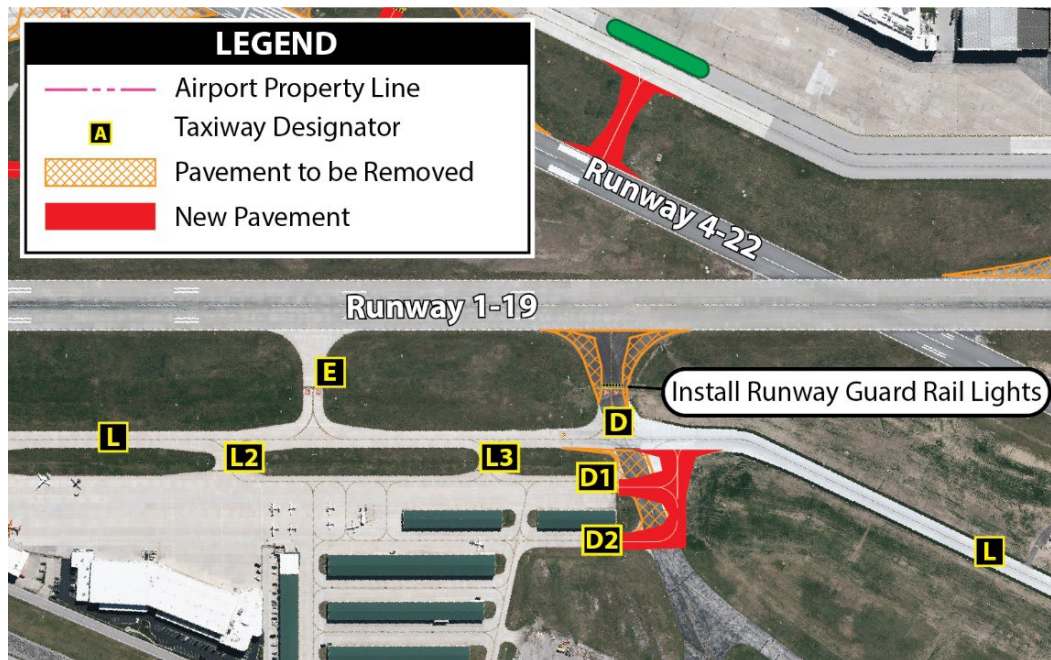 LEGEND
Airport Property Line
A
Taxiway Designator
Pavement to be Removed
New Pavement
Runway 4-22
Runway 1-19
E
Install Runway Guard Rail Lights
D
L
L2
L3
D1
D2
L